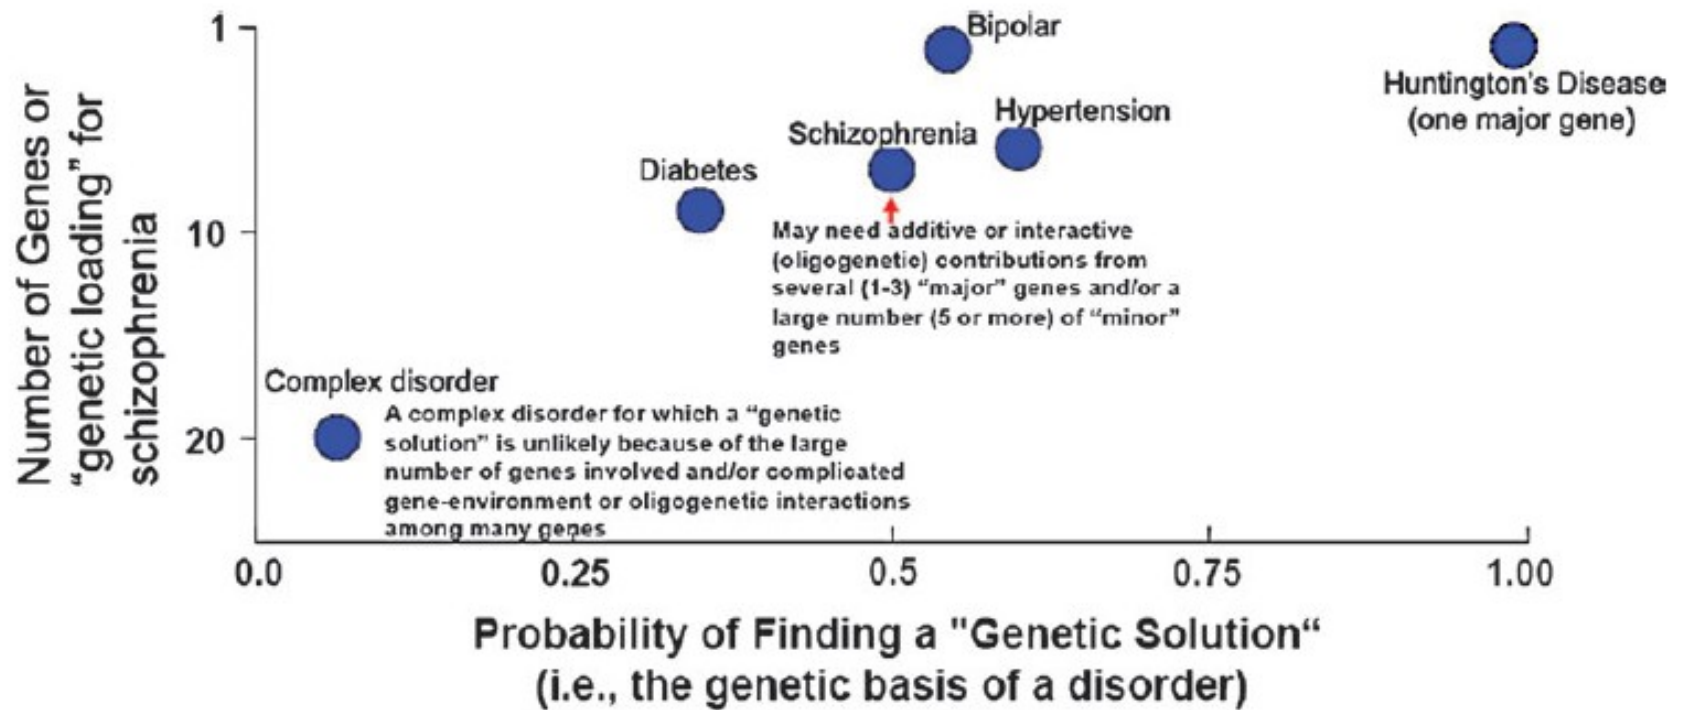 Number of Genes or
"genetic loading" for
schizophrenia
1
10
20
Bipolar
Huntington's Disease
(one major gene)
Hypertension
Schizophrenia
Diabetes
May need additive or interactive
(oligogenetic) contributions from
several (1-3) "major" genes and/or a
large number (5 or more) of "minor"
genes
Complex disorder
A complex disorder for which a "genetic
solution" is unlikely because of the large
number of genes involved and/or complicated
gene-environment or oligogenetic interactions
among many genes
0.0 0.25 0.5 0.75 1.00
Probability of Finding a "Genetic Solution“
(i.e., the genetic basis of a disorder)